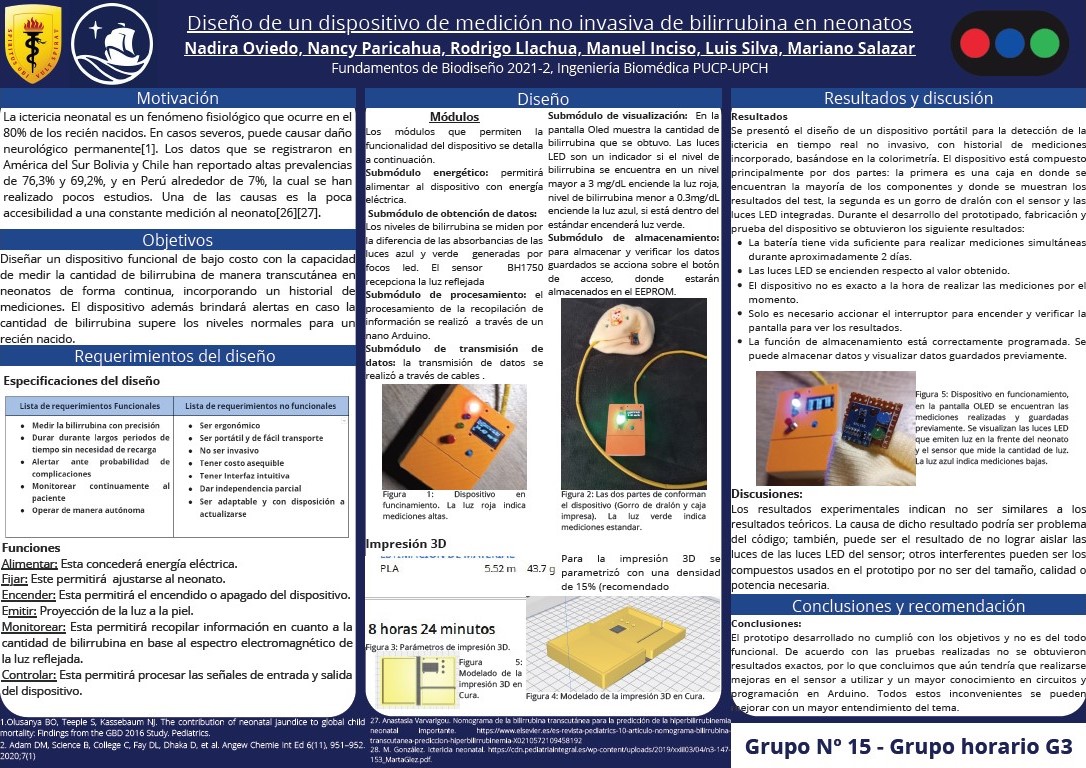 Diseño de un dispositivo de medición no invasiva de bilirrubina en neonatos
Nadira Oviedo, Nancy Paricahua, Rodrigo Llachua, Manuel Inciso, Luis Silva, Mariano Salazar
Fundamentos de Biodiseño 2021-2, Ingeniería Biomédica PUCP-UPCH
Motivación
La ictericia neonatal es un fenómeno fisiológico que ocurre en el
80% de los recién nacidos. En casos severos, puede causar daño
neurológico permanente[1]. Los datos que se registraron en
América del Sur Bolivia y Chile han reportado altas prevalencias
de 76,3% y 69,2%, y en Perú alrededor de 7%, la cual se han
realizado pocos estudios. Una de las causas es la poca
accesibilidad a una constante medición al neonato[26][27].
Objetivos
Diseñar un dispositivo funcional de bajo costo con la capacidad
de medir la cantidad de bilirrubina de manera transcutánea en
neonatos de forma continua, incorporando un historial de
mediciones. El dispositivo además brindará alertas en caso la
cantidad de bilirrubina supere los niveles normales para un
recién nacido.
Requerimientos del diseño
Especificaciones del diseño
Lista de requerimientos Funcionales
● Medir la bilirrubina con precisión
● Durar durante largos periodos de
tiempo sin necesidad de recarga
● Alertar ante probabilidad de
complicaciones
● Monitorear continuamente al
paciente
● Operar de manera autónoma
Lista de requerimientos no funcionales
● Ser ergonómico
● Ser portátil y de fácil transporte
● No ser invasivo
● Tener costo asequible
● Tener Interfaz intuitiva
● Dar independencia parcial
● Ser adaptable y con disposición a
actualizarse
Funciones
Alimentar: Esta concederá energía eléctrica.
Fijar: Este permitirá ajustarse al neonato.
Encender: Esta permitirá el encendido o apagado del dispositivo.
Emitir: Proyección de la luz a la piel.
Monitorear: Esta permitirá recopilar información en cuanto a la
cantidad de bilirrubina en base al espectro electromagnético de
la luz reflejada.
Controlar: Esta permitirá procesar las señales de entrada y salida
del dispositivo.
1.Olusanya BO, Teeple S, Kassebaum NJ. The contribution of neonatal jaundice to global child
mortality: Findings from the GBD 2016 Study. Pediatrics.
2. Adam DM, Science B, College C, Fay DL, Dhaka D, et al. Angew Chemie Int Ed 6(11), 951–952.
2020;7(1)
Diseño
Módulos
Los módulos que permiten la
funcionalidad del dispositivo se detalla
a continuación.
Submódulo energético: permitirá
alimentar al dispositivo con energía
eléctrica.
Submódulo de obtención de datos:
Los niveles de bilirrubina se miden por
la diferencia de las absorbancias de las
luces azul y verde generadas por
focos led. El sensor BH1750
recepciona la luz reflejada
Submódulo de procesamiento: el
procesamiento de la recopilación de
información se realizó a través de un
nano Arduino.
Submódulo de transmisión de
datos: la transmisión de datos se
realizó a través de cables .
Submódulo de visualización: En la
pantalla Oled muestra la cantidad de
bilirrubina que se obtuvo. Las luces
LED son un indicador si el nivel de
bilirrubina se encuentra en un nivel
mayor a 3 mg/dL enciende la luz roja,
nivel de bilirrubina menor a 0.3mg/dL
enciende la luz azul, si está dentro del
estándar encenderá luz verde.
Submódulo de almacenamiento:
para almacenar y verificar los datos
guardados se acciona sobre el botón
de acceso, donde estarán
almacenados en el EEPROM.
Figura 1: Dispositivo en
funcinamiento. La luz roja indica
mediciones altas.
Figura 2: Las dos partes de conforman
el dispositivo (Gorro de dralón y caja
impresa). La luz verde indica
mediciones estandar.
Impresión 3D
PLA 5.52 m 43.7 g
Para la impresión 3D se
parametrizó con una densidad
de 15% (recomendado
8 horas 24 minutos
Figura 3: Parámetros de impresión 3D.
Figura 5:
Modelado de la
impresión 3D en
Cura.
Figura 4: Modelado de la impresión 3D en Cura.
27. Anastasia Varvarigou. Nomograma de la bilirrubina transcutánea para la predicción de la hiperbilirrubinemia
neonatal importante. https://www.elsevier.es/es-revista-pediatrics-10-articulo-nomograma-bilirrubina-
transcutanea-prediccion-hiperbilirrubinemia-X0210572109458192
28. M. González. Ictericia neonatal. https://cdn.pediatriaintegral.es/wp-content/uploads/2019/xxiii03/04/n3-147-
153_MartaGlez.pdf.
Resultados y discusión
Resultados
Se presentó el diseño de un dispositivo portátil para la detección de la
ictericia en tiempo real no invasivo, con historial de mediciones
incorporado, basándose en la colorimetría. El dispositivo está compuesto
principalmente por dos partes: la primera es una caja en donde se
encuentran la mayoría de los componentes y donde se muestran los
resultados del test, la segunda es un gorro de dralón con el sensor y las
luces LED integradas. Durante el desarrollo del prototipado, fabricación y
prueba del dispositivo se obtuvieron los siguiente resultados:
● La batería tiene vida suficiente para realizar mediciones simultáneas
durante aproximadamente 2 días.
● Las luces LED se encienden respecto al valor obtenido.
● El dispositivo no es exacto a la hora de realizar las mediciones por el
momento.
● Solo es necesario accionar el interruptor para encender y verificar la
pantalla para ver los resultados.
● La función de almacenamiento está correctamente programada. Se
puede almacenar datos y visualizar datos guardados previamente.
Figura 5: Dispositivo en funcionamiento,
en la pantalla OLED se encuentran las
mediciones realizadas y guardadas
previamente. Se visualizan las luces LED
que emiten luz en la frente del neonato
y el sensor que mide la cantidad de luz.
La luz azul indica mediciones bajas.
Discusiones:
Los resultados experimentales indican no ser similares a los
resultados teóricos. La causa de dicho resultado podría ser problema
del código; también, puede ser el resultado de no lograr aislar las
luces de las luces LED del sensor; otros interferentes pueden ser los
compuestos usados en el prototipo por no ser del tamaño, calidad o
potencia necesaria.
Conclusiones y recomendación
Conclusiones:
El prototipo desarrollado no cumplió con los objetivos y no es del todo
funcional. De acuerdo con las pruebas realizadas no se obtuvieron
resultados exactos, por lo que concluimos que aún tendría que realizarse
mejoras en el sensor a utilizar y un mayor conocimiento en circuitos y
programación en Arduino. Todos estos inconvenientes se pueden
mejorar con un mayor entendimiento del tema.
Grupo N° 15 - Grupo horario G3